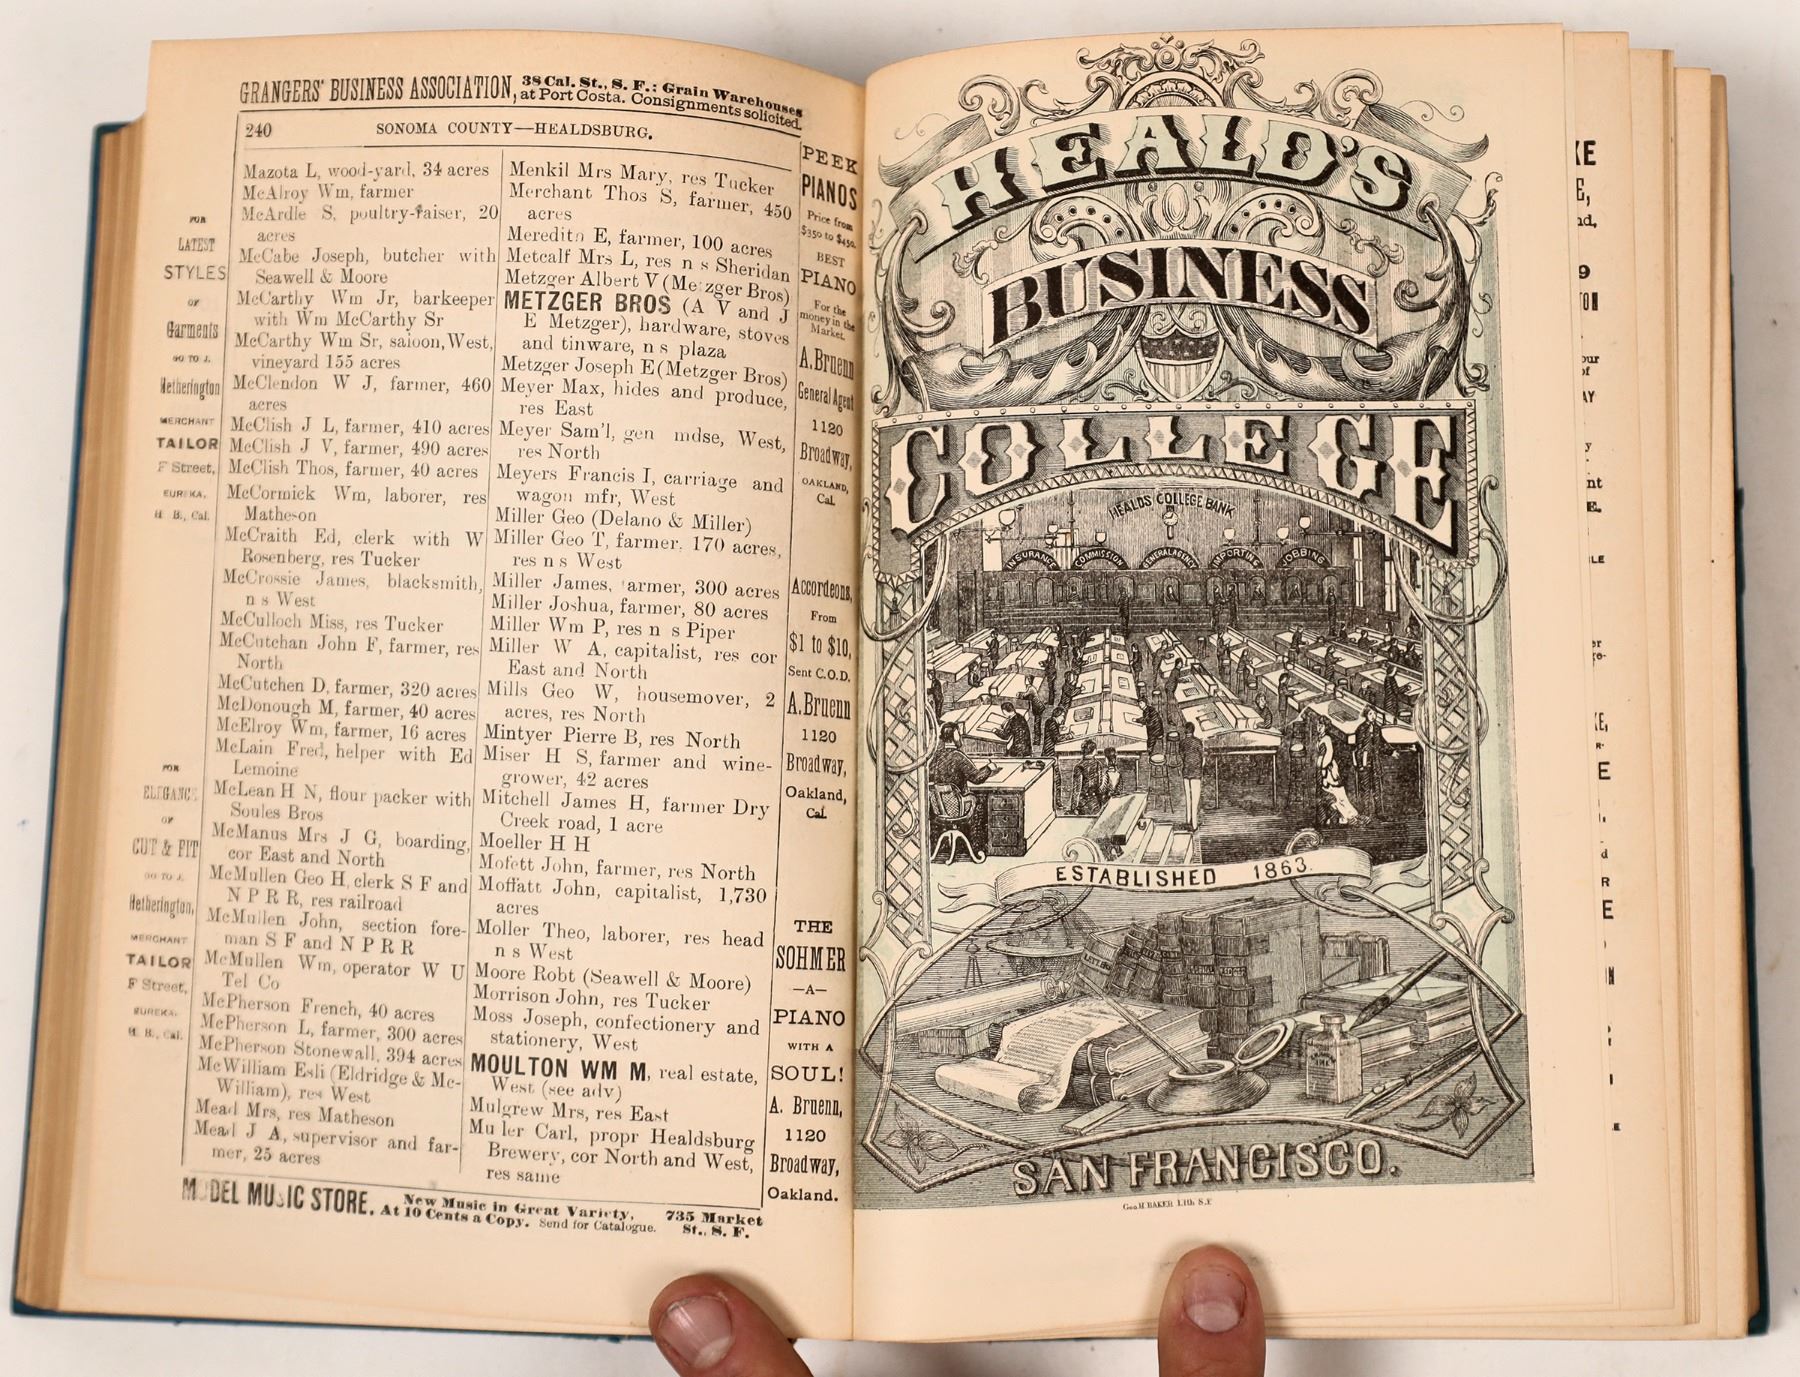 GRANGERS' BUSINESS ASSOCIATION, 38 Cal. St., S. F.: Grain Warehouses
at Port Costa. Consignments solicited.
240 SONOMA COUNTY—HEALDSBURG.
FOR
LATEST
STYLES
OF
Garments
GO TO J.
Hetherington
MERCHANT
TAILOR
F Street,
EUREKA,
H. B., Cal.
FOR
ELEGANCE
OF
CUT & FIT
GO TO J.
Hetherington,
MERCHANT
TAILOR
F Street,
EUREKA,
H. B., Cal.
Mazota L, wood-yard, 34 acres
McAlroy Wm, farmer
McArdle S, poultry-raiser, 20
acres
McCabe Joseph, butcher with
Seawell & Moore
McCarthy Wm Jr, barkeeper
with Wm McCarthy Sr
McCarthy Wm Sr, saloon, West,
vineyard 155 acres
McClendon W J, farmer, 460
acres
McClish J L, farmer, 410 acres
McClish J V, farmer, 490 acres
McClish Thos, farmer, 40 acres
McCormick Wm, laborer, res
Matheson
McCraith Ed, clerk with W
Rosenberg, res Tucker
McCrossie James, blacksmith,
n s West
McCulloch Miss, res Tucker
McCutchan John F, farmer, res
North
McCutchen D, farmer, 320 acres
McDonough M, farmer, 40 acres
McElroy Wm, farmer, 16 acres
McLain Fred, helper with Ed
Lemoine
McLean H N, flour packer with
Soules Bros
McManus Mrs J G, boarding,
cor East and North
McMullen Geo H, clerk S F and
N P R R, res railroad
McMullen John, section fore-
man S F and N P R R
McMullen Wm, operator W U
Tel Co
McPherson French, 40 acres
McPherson L, farmer, 300 acres
McPherson Stonewall, 394 acres
McWilliam Esli (Eldridge & Mc-
William), res West
Mead Mrs, res Matheson
Mead J A, supervisor and far-
mer, 25 acres
Menkil Mrs Mary, res Tucker
Merchant Thos S, farmer, 450
acres
Meredith E, farmer, 100 acres
Metcalf Mrs L, res n s Sheridan
Metzger Albert V (Metzger Bros)
METZGER BROS (A V and J
E Metzger), hardware, stoves
and tinware, n s plaza
Metzger Joseph E (Metzger Bros)
Meyer Max, hides and produce,
res East
Meyer Sam'l, gen mdse, West,
res North
Meyers Francis I, carriage and
wagon mfr, West
Miller Geo (Delano & Miller)
Miller Geo T, farmer, 170 acres,
res n s West
Miller James, farmer, 300 acres
Miller Joshua, farmer, 80 acres
Miller Wm P, res n s Piper
Miller W A, capitalist, res cor
East and North
Mills Geo W, housemover, 2
acres, res North
Mintyer Pierre B, res North
Miser H S, farmer and wine-
grower, 42 acres
Mitchell James H, farmer Dry
Creek road, 1 acre
Moeller H H
Mofett John, farmer, res North
Moffatt John, capitalist, 1,730
acres
Moller Theo, laborer, res head
n s West
Moore Robt (Seawell & Moore)
Morrison John, res Tucker
Moss Joseph, confectionery and
stationery, West
MOULTON WM M, real estate,
West (see adv)
Mulgrew Mrs, res East
Muller Carl, propr Healdsburg
Brewery, cor North and West,
res same
PEEK
PIANOS
Price from
$350 to $450.
BEST
PIANO
For the
money in the
Market.
A. Bruenn
General Agent
1120
Broadway,
OAKLAND,
Cal.
Accordeons,
From
$1 to $10,
Sent C.O.D.
A. Bruenn
1120
Broadway,
Oakland,
Cal.
THE
SOHMER
—A—
PIANO
WITH A
SOUL!
A. Bruenn,
1120
Broadway,
Oakland.
MODEL MUSIC STORE. New Music in Great Variety, 735 Market
At 10 Cents a Copy. Send for Catalogue. St., S. F.
HEALD'S
BUSINESS
COLLEGE
HEALDS COLLEGE BANK
INSURANCE COMMISSION GENERAL AGENCY IMPORTING JOBBING
ESTABLISHED 1863.
LETTERS
SAN FRANCISCO.
Geo. H. BAKER Lith S.F.